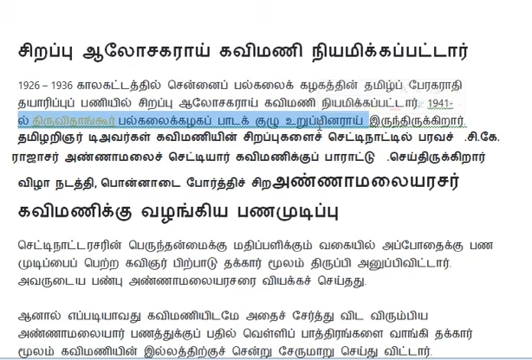 சிறப்பு ஆலோசகராய் கவிமணி நியமிக்கப்பட்டார்
1926 – 1936 காலகட்டத்தில் சென்னைப் பல்கலைக் கழகத்தின் தமிழ்ப் பேரகராதி
தயாரிப்புப் பணியில் சிறப்பு ஆலோசகராய் கவிமணி நியமிக்கப்பட்டார். 1941-
ல் திருவிதாங்கூர் பல்கலைக்கழகப் பாடக் குழு உறுப்பினராய் இருந்திருக்கிறார்.
தமிழறிஞர் டிஅவர்கள் கவிமணியின் சிறப்புகளைச் செட்டிநாட்டில் பரவச் .சி.கே.
ராஜாசர் அண்ணாமலைச் செட்டியார் கவிமணிக்குப் பாராட்டு .செய்திருக்கிறார்
விழா நடத்தி, பொன்னாடை போர்த்திச் சிறஅண்ணாமலையரசர்
கவிமணிக்கு வழங்கிய பணமுடிப்பு
செட்டிநாட்டரசரின் பெருந்தன்மைக்கு மதிப்பளிக்கும் வகையில் அப்போதைக்கு பண
முடிப்பைப் பெற்ற கவிஞர் பிற்பாடு தக்கார் மூலம் திருப்பி அனுப்பிவிட்டார்.
அவருடைய பண்பு அண்ணாமலையரசரை வியக்கச் செய்தது.
ஆனால் எப்படியாவது கவிமணியிடமே அதைச் சேர்த்து விட விரும்பிய
அண்ணாமலையார் பணத்துக்குப் பதில் வெள்ளிப் பாத்திரங்களை வாங்கி தக்கார்
மூலம் கவிமணியின் இல்லத்திற்குச் சென்று சேருமாறு செய்து விட்டார்.